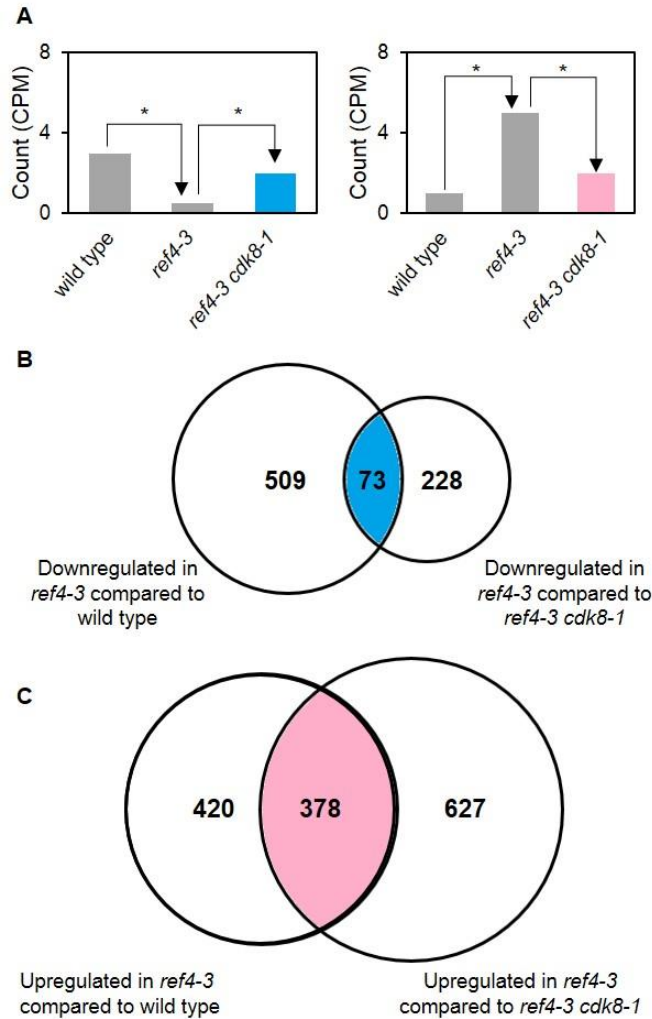 A
8
4
0
Count (CPM)
*
*
wild type
ref4-3
ref4-3 cdk8-1
8
4
0
Count (CPM)
*
*
wild type
ref4-3
ref4-3 cdk8-1
B
509
73
228
Downregulated in
ref4-3 compared to
wild type
Downregulated in
ref4-3 compared to
ref4-3 cdk8-1
C
420
378
627
Upregulated in ref4-3
compared to wild type
Upregulated in ref4-3
compared to ref4-3 cdk8-1